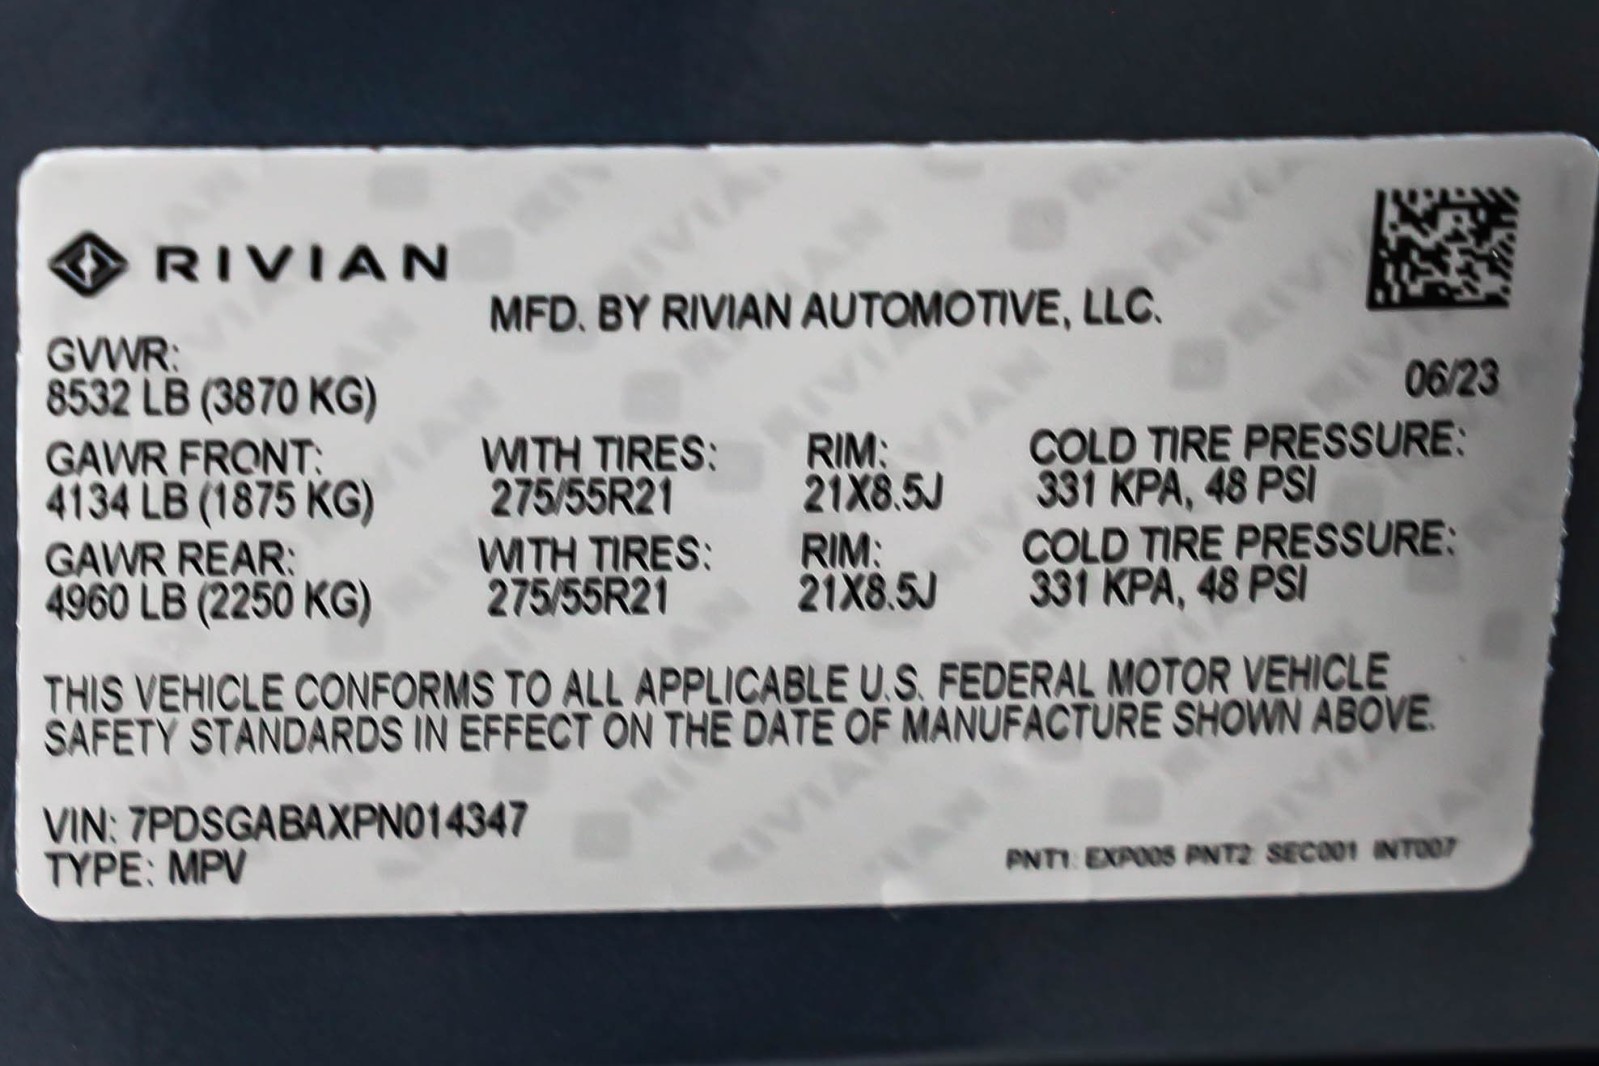 RIVIAN
MFD. BY RIVIAN AUTOMOTIVE, LLC.
GVWR:
8532 LB (3870 KG)
06/23
GAWR FRONT: WITH TIRES: RIM: COLD TIRE PRESSURE:
4134 LB (1875 KG) 275/55R21 21X8.5J 331 KPA, 48 PSI
GAWR REAR: WITH TIRES: RIM: COLD TIRE PRESSURE:
4960 LB (2250 KG) 275/55R21 21X8.5J 331 KPA, 48 PSI
THIS VEHICLE CONFORMS TO ALL APPLICABLE U.S. FEDERAL MOTOR VEHICLE
SAFETY STANDARDS IN EFFECT ON THE DATE OF MANUFACTURE SHOWN ABOVE.
VIN: 7PDSGABAXPN014347
TYPE: MPV
PNT1: EXP005 PNT2 SEC001 INT007